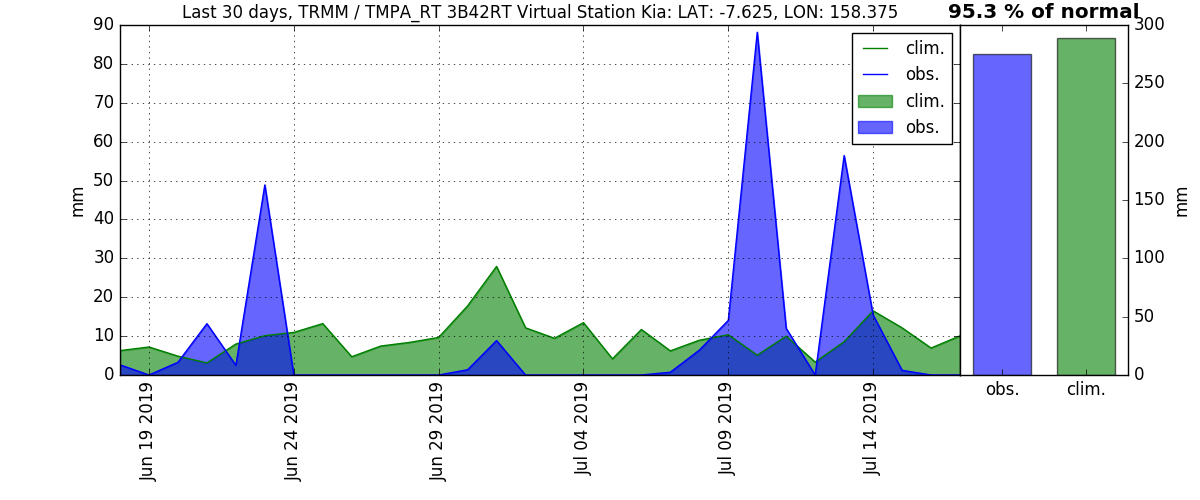 Last 30 days, TRMM / TMPA_RT 3B42RT Virtual Station Kia: LAT: -7.625, LON: 158.375
95.3 % of normal
90
80
70
60
50
40
30
20
10
0
mm
clim.
obs.
clim.
obs.
Jun 19 2019
Jun 24 2019
Jun 29 2019
Jul 04 2019
Jul 09 2019
Jul 14 2019
300
250
200
150
100
50
0
mm
obs.
clim.